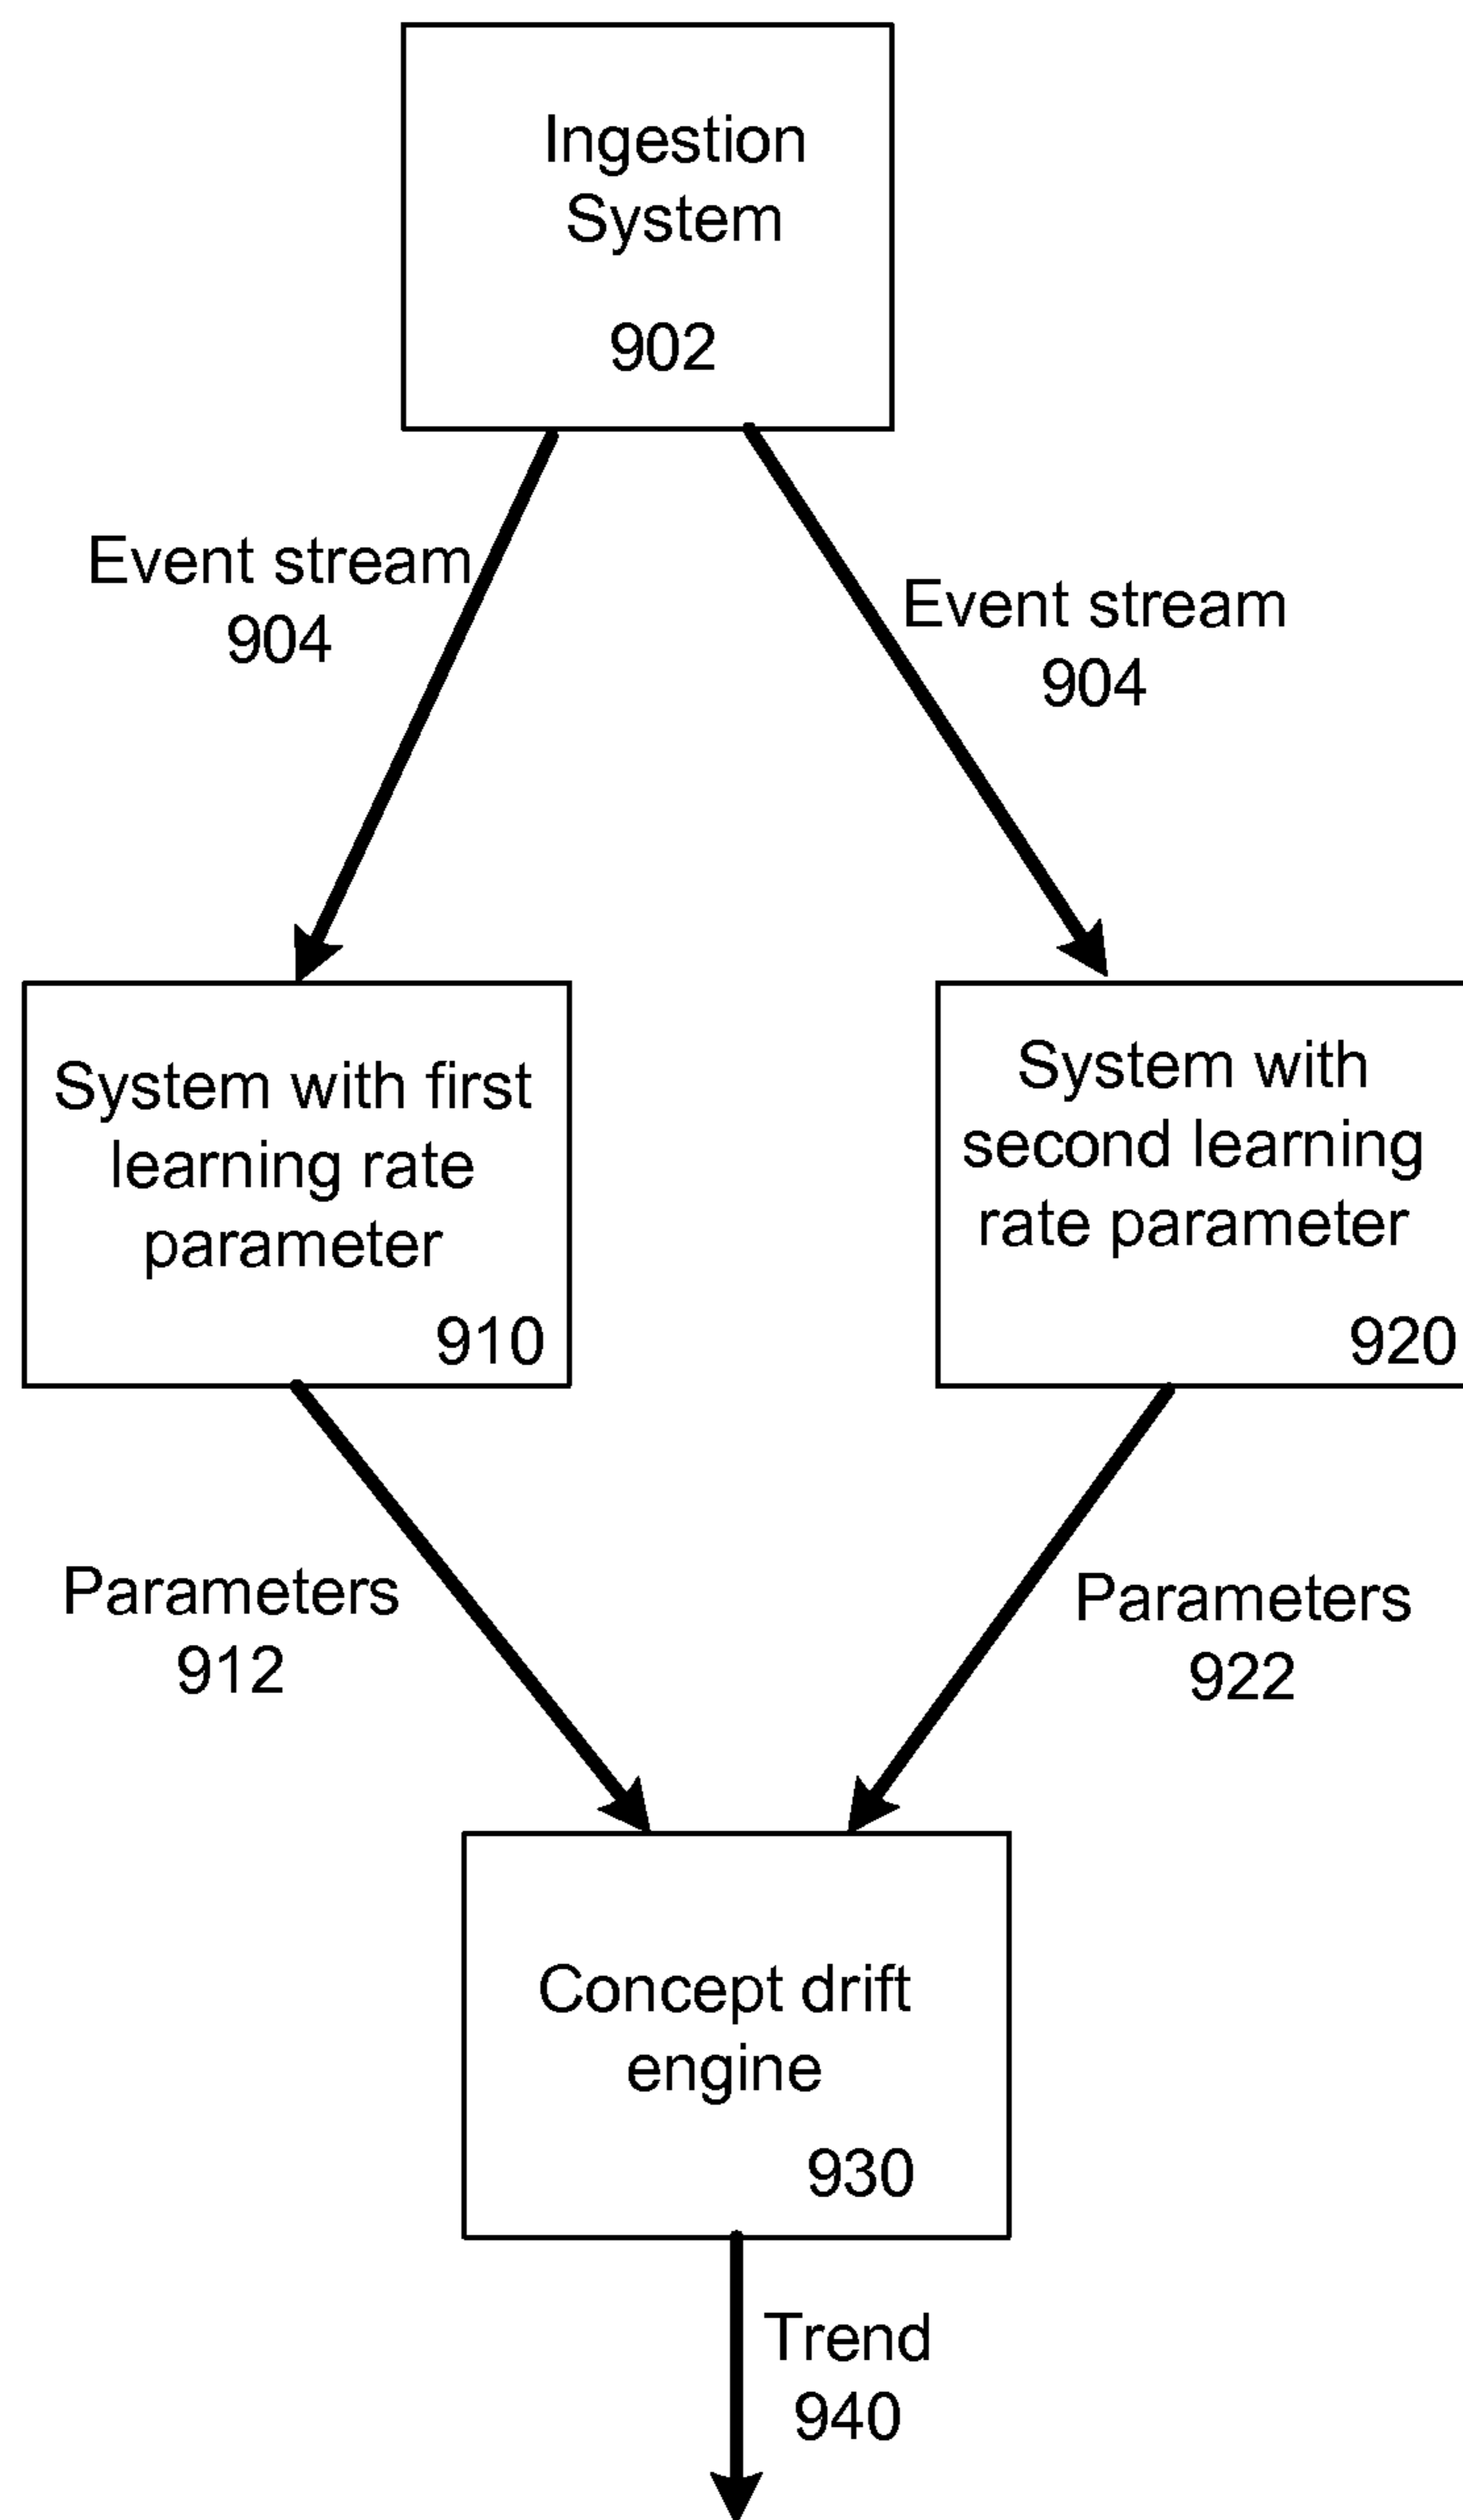 Ingestion
System
902
Event stream
904
Event stream
904
System with first
learning rate
parameter
910
System with
second learning
rate parameter
920
Parameters
912
Parameters
922
Concept drift
engine
930
Trend
940